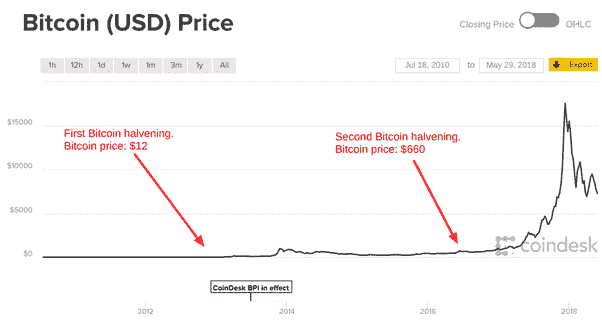 Bitcoin (USD) Price
Closing Price OHLC
1h 12h 1d 1w 1m 3m 1y All
Jul 18, 2010 to May 29, 2018 Export
$15000
First Bitcoin halvening.
Bitcoin price: $12
Second Bitcoin halvening.
Bitcoin price: $660
$10000
$5000
coindesk
$0
CoinDesk BPI in effect
2012 2014 2016 2018